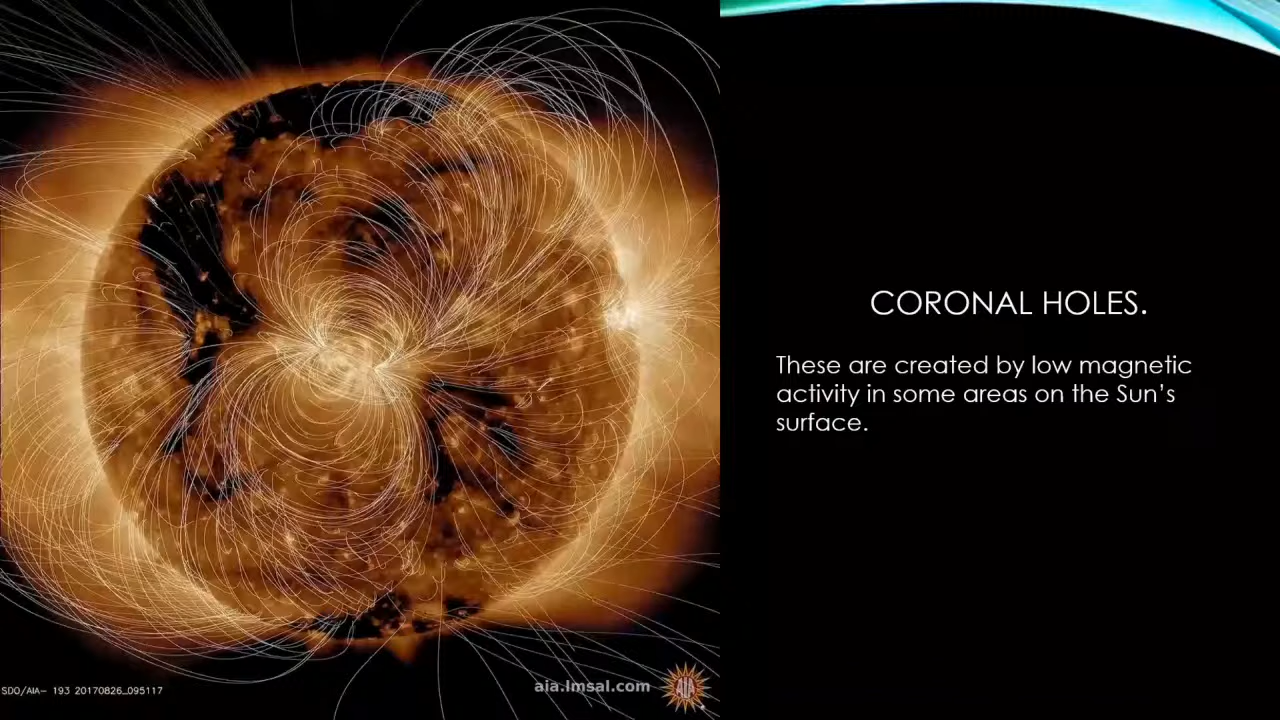 CORONAL HOLES.
These are created by low magnetic
activity in some areas on the Sun’s
surface.
SDO/AIA- 193 20170826_095117
aia.lmsal.com
AIA